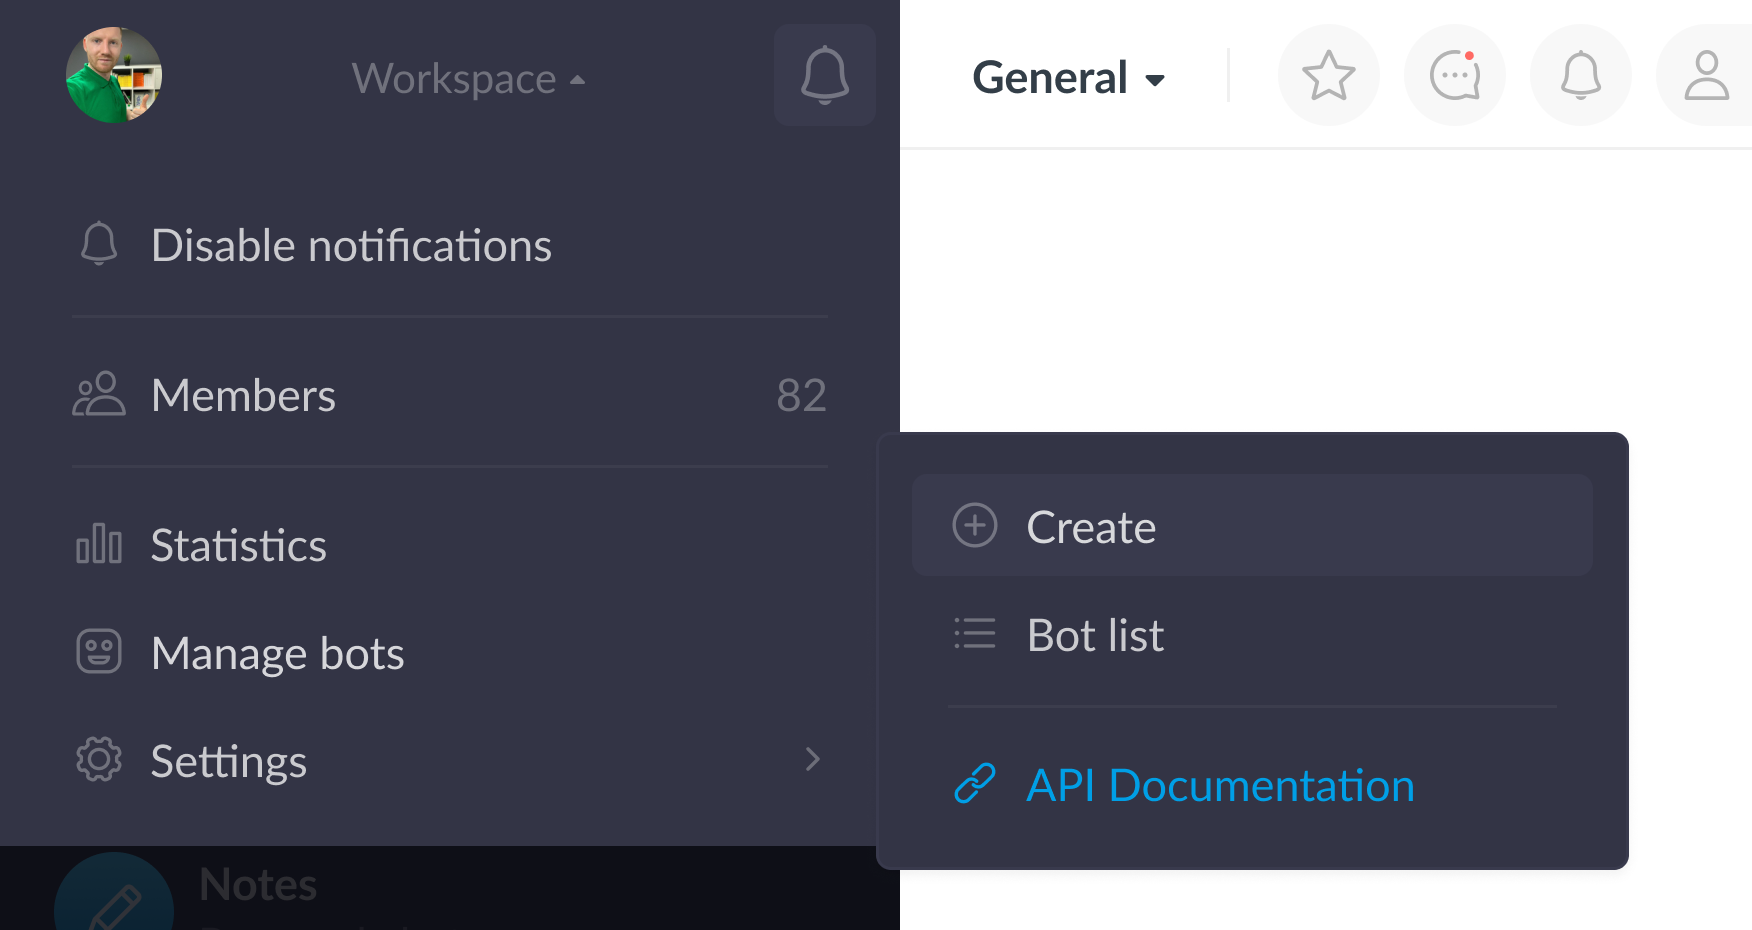 Workspace
General
Disable notifications
Members 82
Statistics
Manage bots
Settings
Create
Bot list
API Documentation
Notes